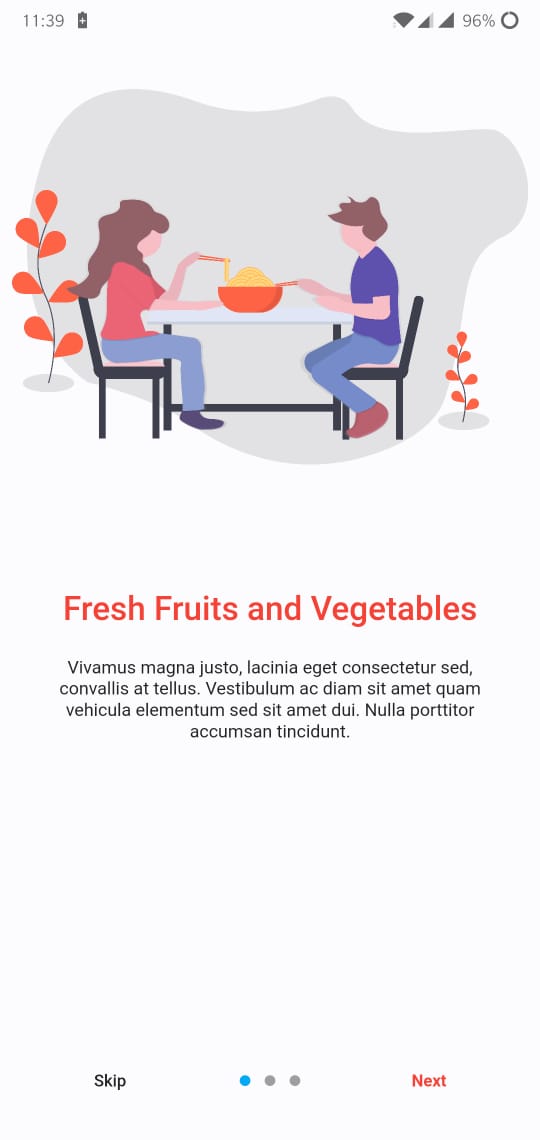 11:39
96%
Fresh Fruits and Vegetables
Vivamus magna justo, lacinia eget consectetur sed,
convallis at tellus. Vestibulum ac diam sit amet quam
vehicula elementum sed sit amet dui. Nulla porttitor
accumsan tincidunt.
Skip
Next